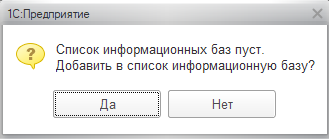 1С:Предприятие
Список информационных баз пуст.
Добавить в список информационную базу?
Да
Нет